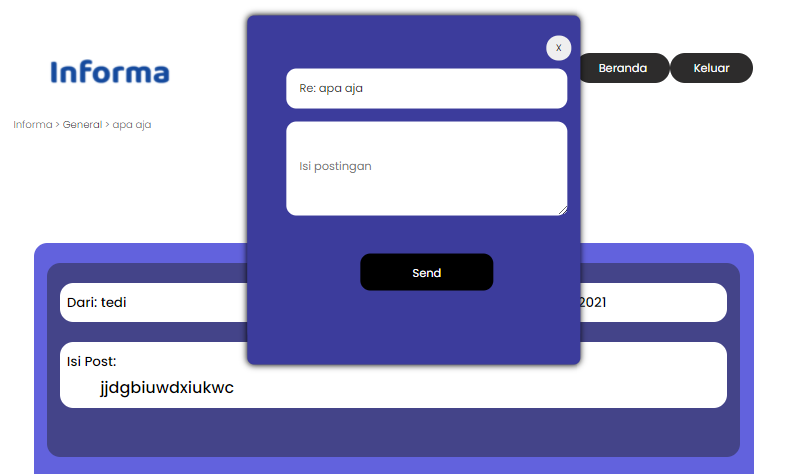 X
Informa
Beranda
Keluar
Re: apa aja
Informa > General > apa aja
Isi postingan
Send
Dari: tedi
2021
Isi Post:
jjdgbiuwdxiukwc